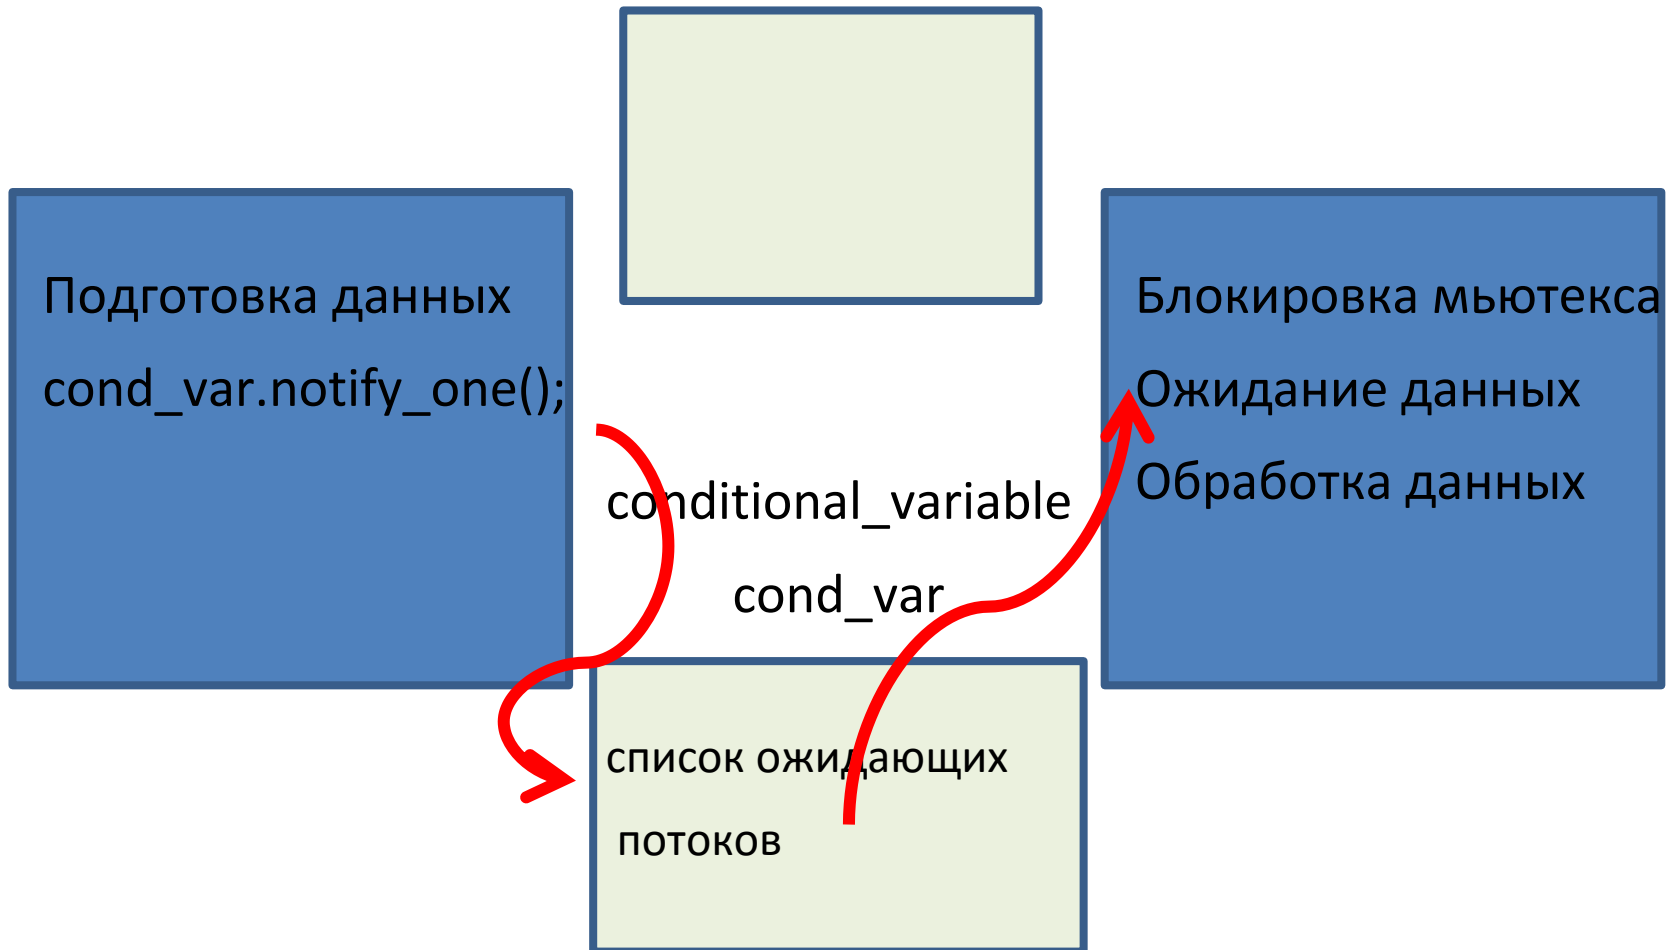 Подготовка данных
cond_var.notify_one();
conditional_variable
cond_var
список ожидающих
потоков
Блокировка мьютекса
Ожидание данных
Обработка данных